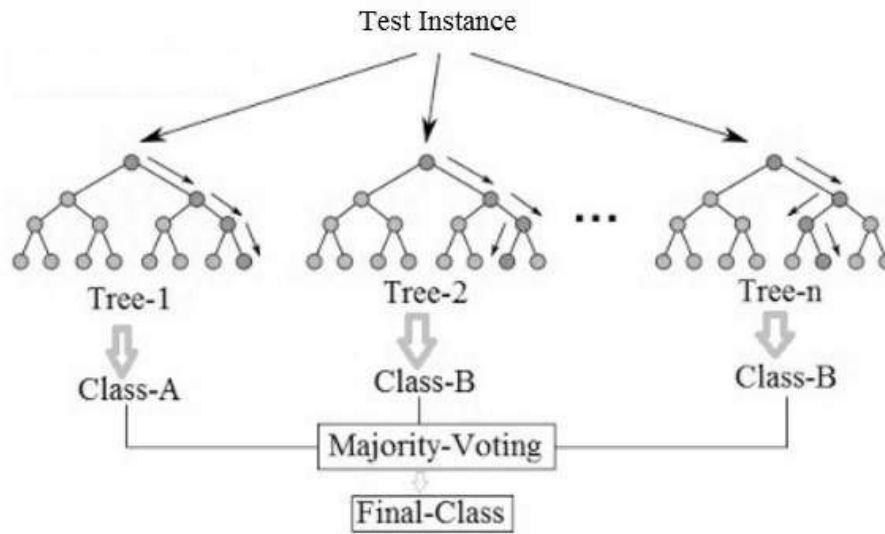 Test Instance
...
Tree-1
Tree-2
Tree-n
Class-A
Class-B
Class-B
Majority-Voting
Final-Class